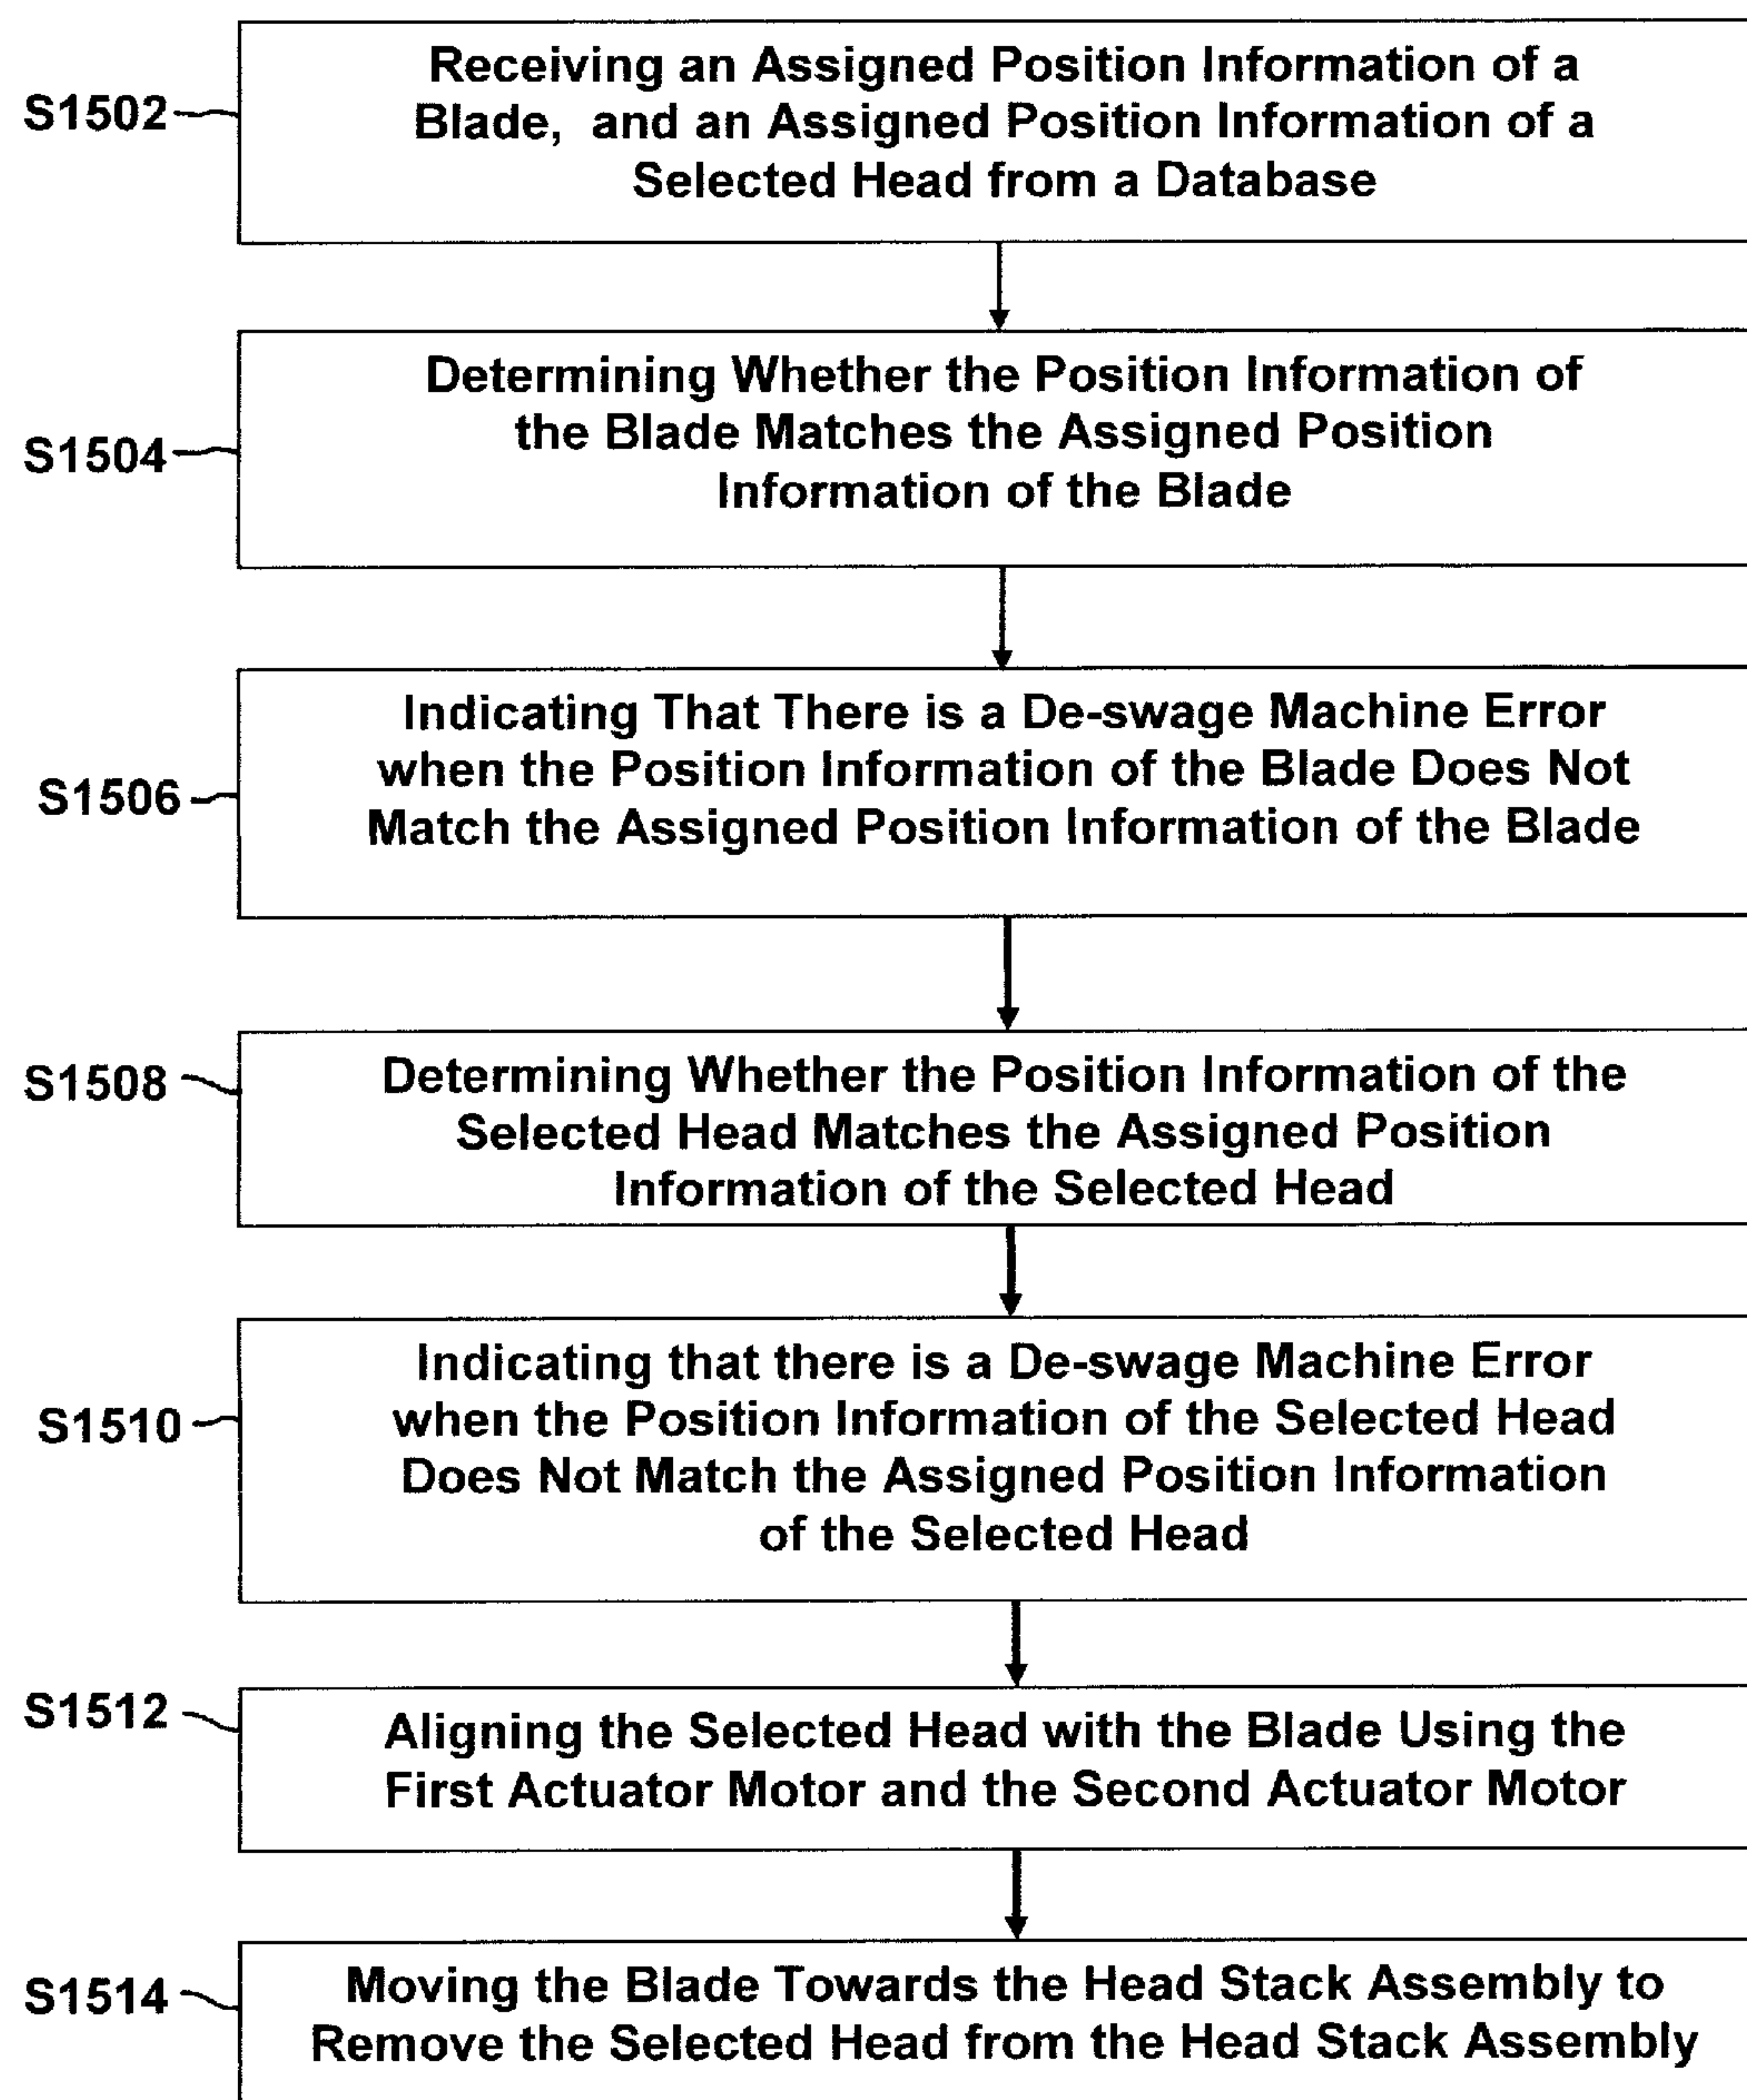 S1502
Receiving an Assigned Position Information of a
Blade, and an Assigned Position Information of a
Selected Head from a Database
S1504
Determining Whether the Position Information of
the Blade Matches the Assigned Position
Information of the Blade
S1506
Indicating That There is a De-swage Machine Error
when the Position Information of the Blade Does Not
Match the Assigned Position Information of the Blade
S1508
Determining Whether the Position Information of the
Selected Head Matches the Assigned Position
Information of the Selected Head
S1510
Indicating that there is a De-swage Machine Error
when the Position Information of the Selected Head
Does Not Match the Assigned Position Information
of the Selected Head
S1512
Aligning the Selected Head with the Blade Using the
First Actuator Motor and the Second Actuator Motor
S1514
Moving the Blade Towards the Head Stack Assembly to
Remove the Selected Head from the Head Stack Assembly